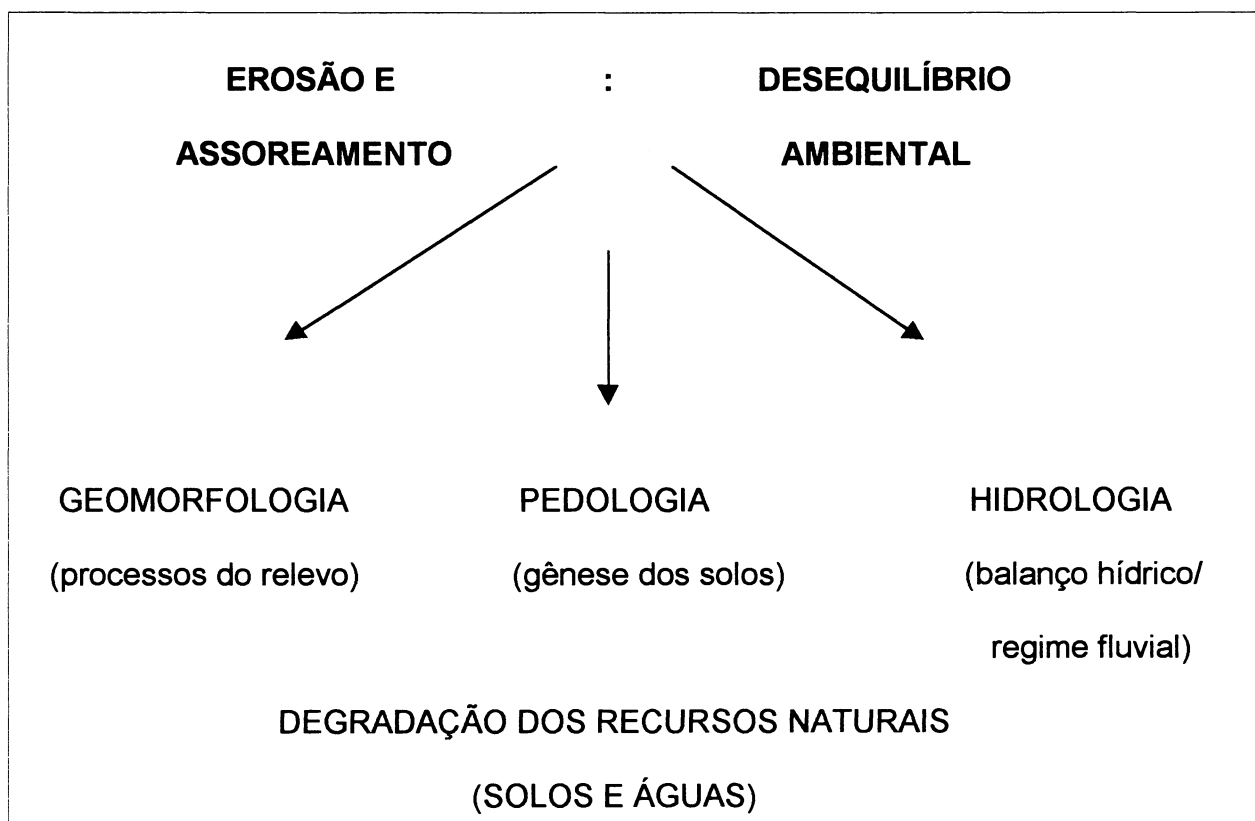 EROSÃO E : DESEQUILÍBRIO
ASSOREAMENTO AMBIENTAL
GEOMORFOLOGIA PEDOLOGIA HIDROLOGIA
(processos do relevo) (gênese dos solos) (balanço hídrico/
regime fluvial)
DEGRADAÇÃO DOS RECURSOS NATURAIS
(SOLOS E ÁGUAS)